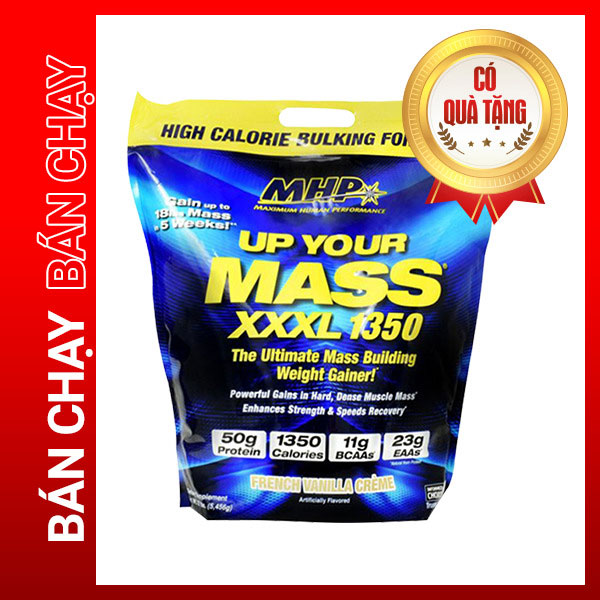 BÁN CHẠY BÁN CHẠY
CÓ
QUÀ TẶNG
HIGH CALORIE BULKING
MHP
MAXIMUM HUMAN PERFORMANCE
Gain up to
Mass
5 Weeks!
UP YOUR
MASS
XXXL 1350
The Ultimate Mass Building
Weight Gainer!
Powerful Gains in Hard, Dense Muscle Mass
Enhances Strength & Speeds Recovery
50g
Protein
1350
Calories
11g
BCAAs
23g
EAAs
FRENCH VANILLA CRÈME
Artificially Flavored